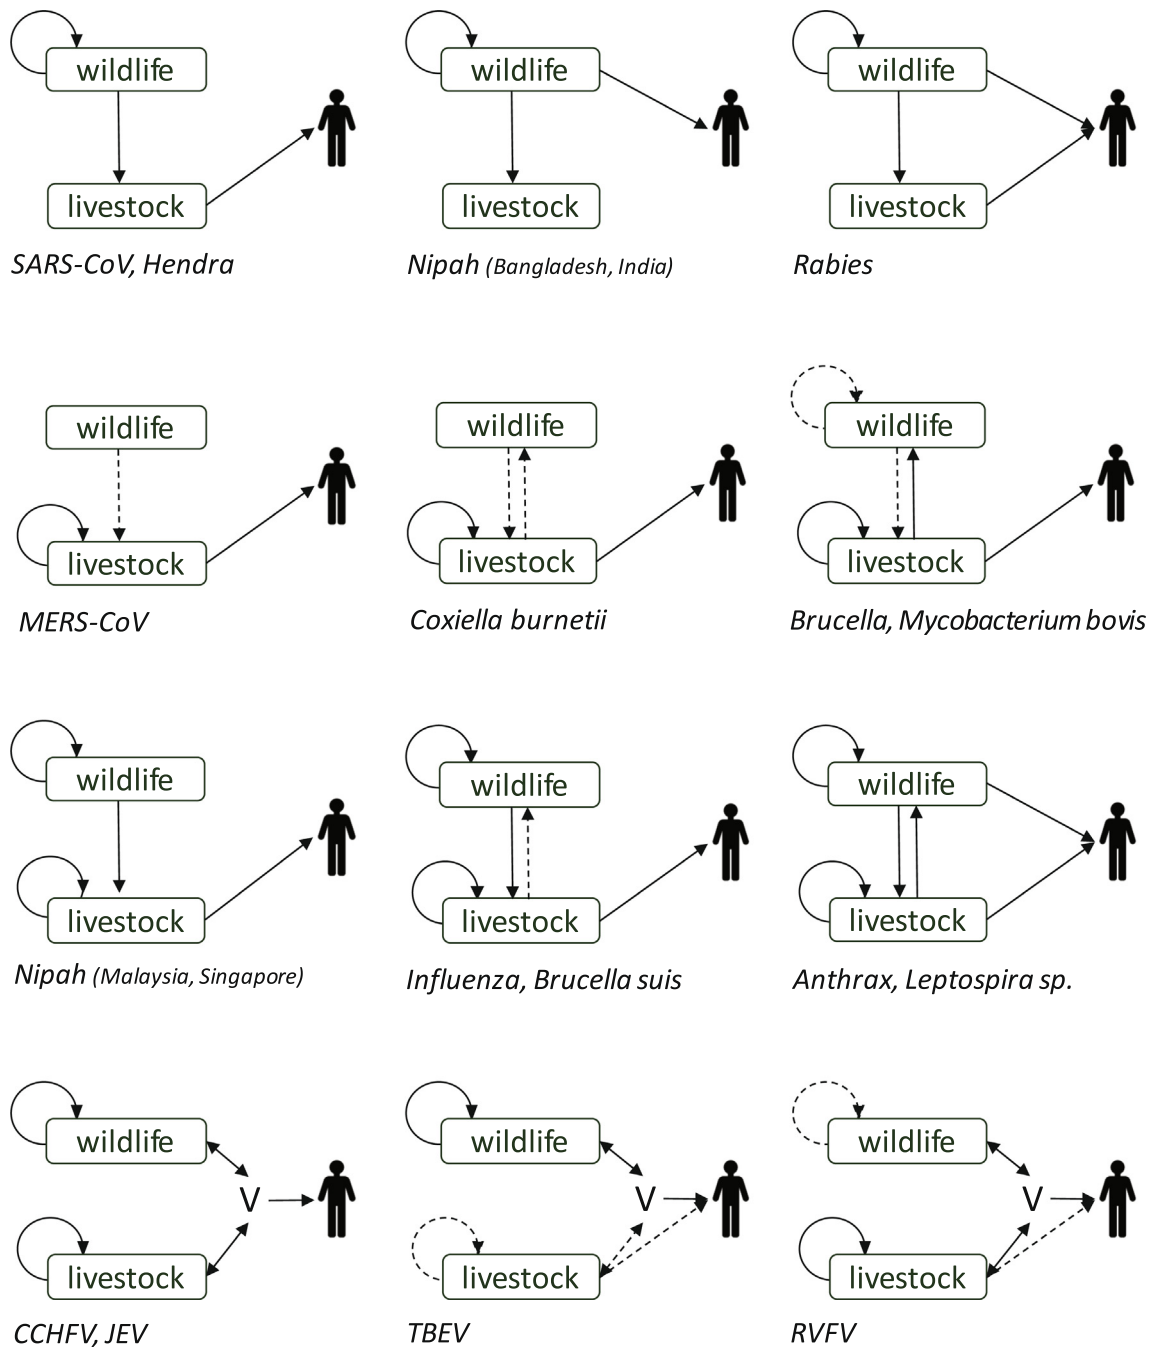 wildlife
livestock
SARS-CoV, Hendra
wildlife
livestock
Nipah (Bangladesh, India)
wildlife
livestock
Rabies
wildlife
livestock
MERS-CoV
wildlife
livestock
Coxiella burnetii
wildlife
livestock
Brucella, Mycobacterium bovis
wildlife
livestock
Nipah (Malaysia, Singapore)
wildlife
livestock
Influenza, Brucella suis
wildlife
livestock
Anthrax, Leptospira sp.
wildlife
V
livestock
CCHFV, JEV
wildlife
V
livestock
TBEV
wildlife
V
livestock
RVFV